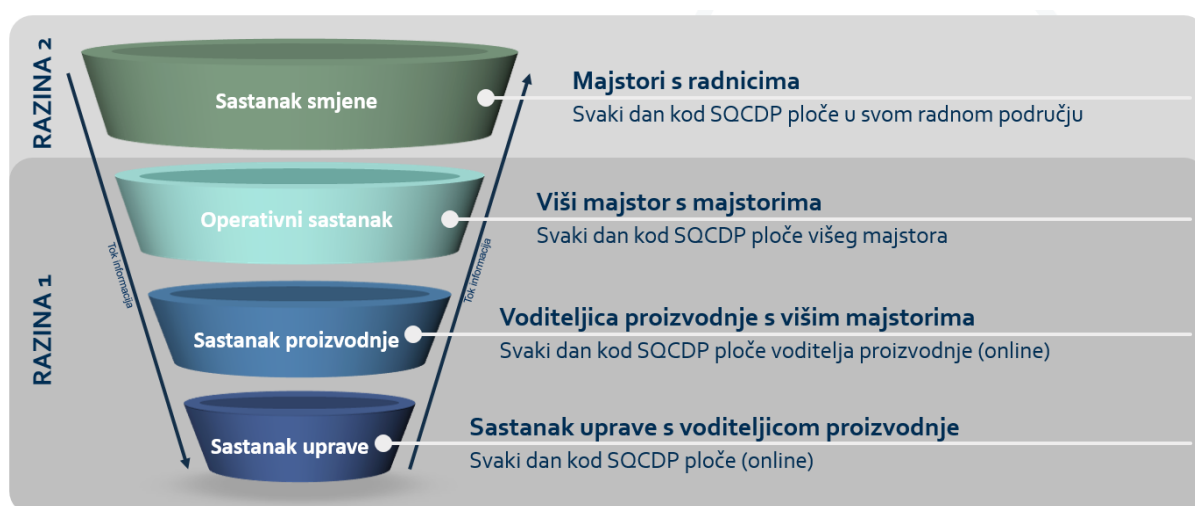 RAZINA 2
Sastanak smjene
Majstori s radnicima
Svaki dan kod SQCDP ploče u svom radnom području
RAZINA 1
Operativni sastanak
Viši majstor s majstorima
Svaki dan kod SQCDP ploče višeg majstora
Tok informacija
Tok informacija
Sastanak proizvodnje
Voditeljica proizvodnje s višim majstorima
Svaki dan kod SQCDP ploče voditelja proizvodnje (online)
Sastanak uprave
Sastanak uprave s voditeljicom proizvodnje
Svaki dan kod SQCDP ploče (online)